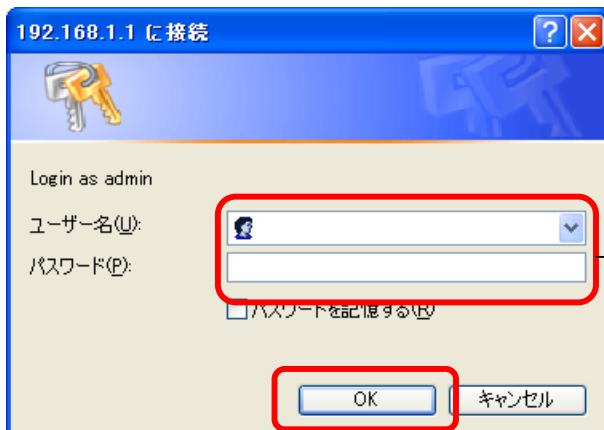 192.168.1.1 に接続
Login as admin
ユーザー名(U):
パスワード(P):
パスワードを記憶する(R)
OK
キャンセル